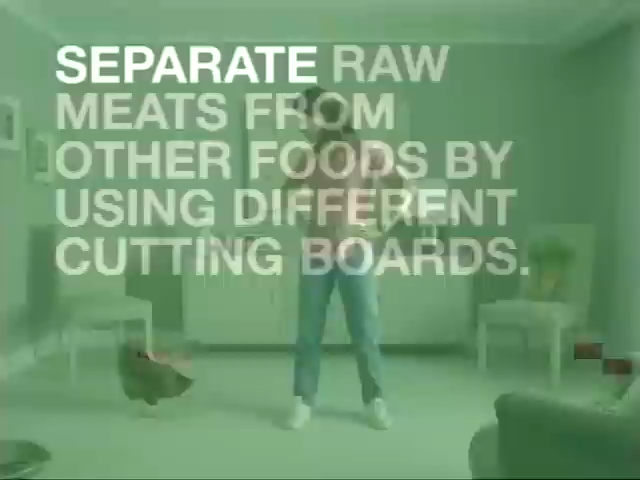 SEPARATE RAW
MEATS FROM
OTHER FOODS BY
USING DIFFERENT
CUTTING BOARDS.